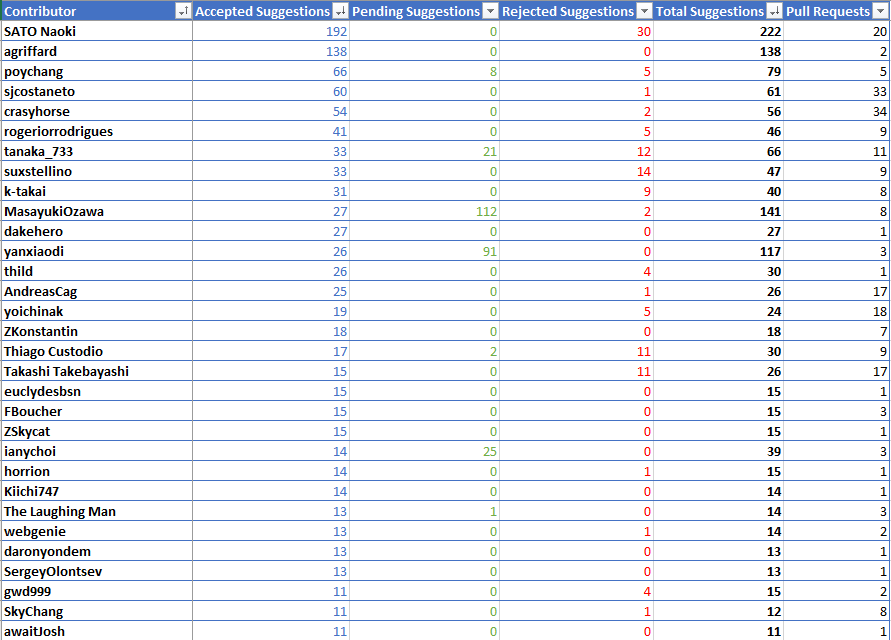 Contributor Accepted Suggestions Pending Suggestions Rejected Suggestions Total Suggestions Pull Requests
SATO Naoki 192 0 30 222 20
agriffard 138 0 0 138 2
poychang 66 8 5 79 5
sjcostaneto 60 0 1 61 33
crasyhorse 54 0 2 56 34
rogeriorrodrigues 41 0 5 46 9
tanaka_733 33 21 12 66 11
suxstellino 33 0 14 47 9
k-takai 31 0 9 40 8
MasayukiOzawa 27 112 2 141 8
dakehero 27 0 0 27 1
yanxiaodi 26 91 0 117 3
thild 26 0 4 30 1
AndreasCag 25 0 1 26 17
yoichinak 19 0 5 24 18
ZKonstantin 18 0 0 18 7
Thiago Custodio 17 2 11 30 9
Takashi Takebayashi 15 0 11 26 17
euclydesbsn 15 0 0 15 1
FBoucher 15 0 0 15 3
ZSkycat 15 0 0 15 1
ianychoi 14 25 0 39 3
horrion 14 0 1 15 1
Kiichi747 14 0 0 14 1
The Laughing Man 13 1 0 14 3
webgenie 13 0 1 14 2
daronyondem 13 0 0 13 1
SergeyOlontsev 13 0 0 13 1
gwd999 11 0 4 15 2
SkyChang 11 0 1 12 8
awaitJosh 11 0 0 11 1